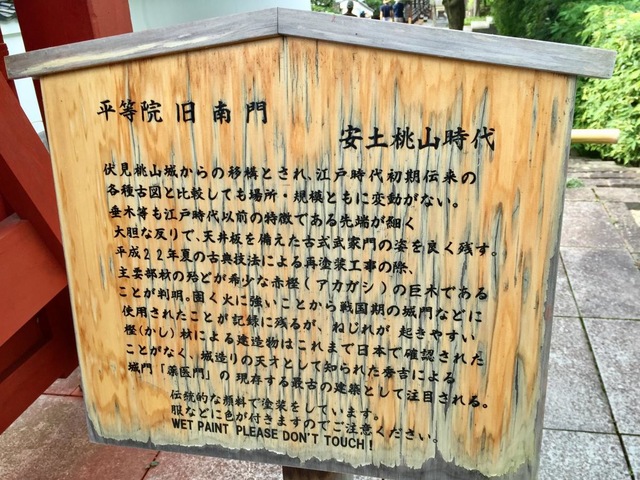 平等院 旧 南門
安土桃山時代
伏見桃山城からの移構とされ、江戸時代初期伝来の
各種古図と比較しても場所・規模ともに変動がない。
垂木等も江戸時代以前の特徴である先端が細く
大胆な反りで、天井板を備えた古式武家門の姿を良く残す。
平成22年夏の古典技法による再塗装工事の際、
主要部材の殆どが希少な赤樫(アカガシ)の巨木である
ことが判明。固く火に強いことから戦国期の城門などに
使用されたことが記録に残るが、ねじれが 起きやすい
樫(かし)材による建造物はこれまで日本で確認された
ことがなく、城造りの天才として知られた秀吉による
城門「薬医門」の 現存する最古の建築として注目される。
伝統的な顔料で塗装をしています。
服などに色が付きますのでご注意ください。
WET PAINT PLEASE DON'T TOUCH!